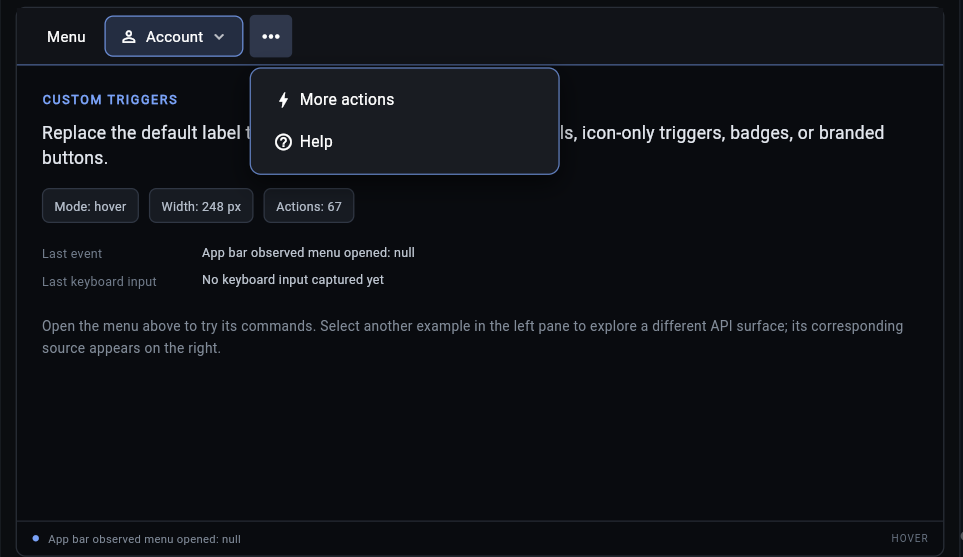 Menu Account •••
More actions
Help
CUSTOM TRIGGERS
Replace the default label t ls, icon-only triggers, badges, or branded
buttons.
Mode: hover Width: 248 px Actions: 67
Last event App bar observed menu opened: null
Last keyboard input No keyboard input captured yet
Open the menu above to try its commands. Select another example in the left pane to explore a different API surface; its corresponding
source appears on the right.
App bar observed menu opened: null HOVER